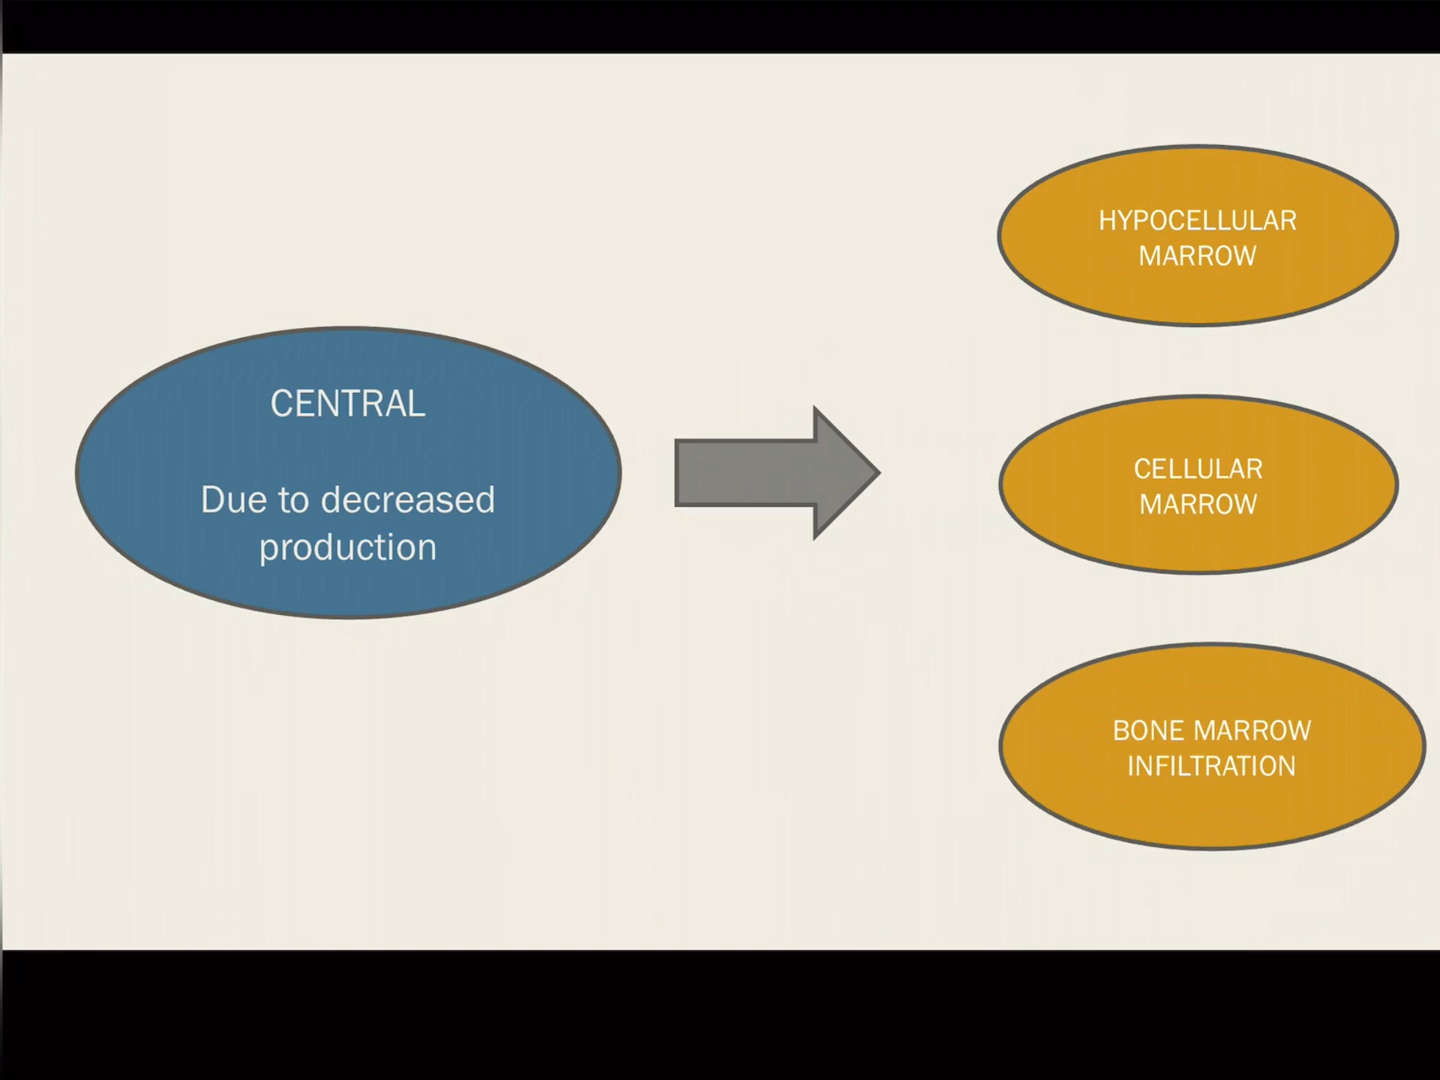 CENTRAL
Due to decreased
production
HYPOCELLULAR
MARROW
CELLULAR
MARROW
BONE MARROW
INFILTRATION